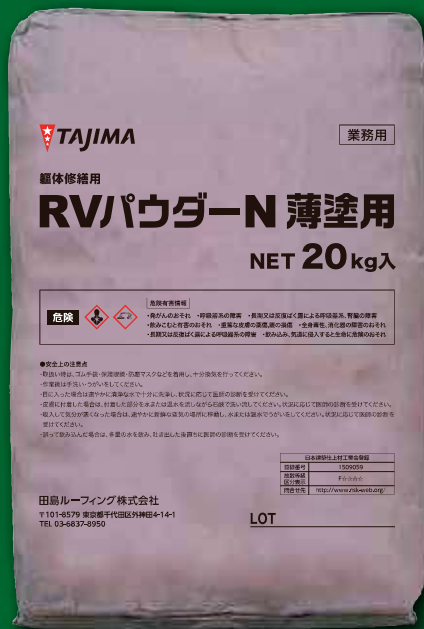 TAJIMA
業務用
躯体修繕用
RVパウダーN 薄塗用
NET 20kg入
危険
危険有害情報
・発がんのおそれ ・呼吸器系の障害 ・長期又は反復ばく露による呼吸器系、腎臓の障害
・飲みこむと有害のおそれ ・重篤な皮膚の薬傷、眼の損傷 ・全身毒性、消化器の障害のおそれ
・長期又は反復ばく露による呼吸器系の障害 ・飲み込み、気道に侵入すると生命に危険のおそれ
●安全上の注意点
・取扱い時は、ゴム手袋・保護眼鏡・防塵マスクなどを着用し、十分換気を行ってください。
・作業後は手洗い・うがいをしてください。
・目に入った場合は速やかに清浄な水で十分に洗浄し、状況に応じて医師の診断を受けてください。
・皮膚に付着した場合は、付着した部分を水または温水を流しながら石鹸で洗い流してください。状況に応じて医師の診断を受けてください。
・吸入して気分が悪くなった場合は、速やかに新鮮な空気の場所に移動し、水または温水でうがいをしてください。状況に応じて医師の診断を
受けてください。
・誤って飲み込んだ場合は、多量の水を飲み、吐き出した後直ちに医師の診断を受けてください。
日本建築仕上材工業会登録
登録番号 1509059
放散等級区分表示 F☆☆☆☆
問合せ先 http://www.nsk-web.org/
田島ルーフィング株式会社
〒101-8579 東京都千代田区外神田4-14-1
TEL 03-6837-8950
LOT